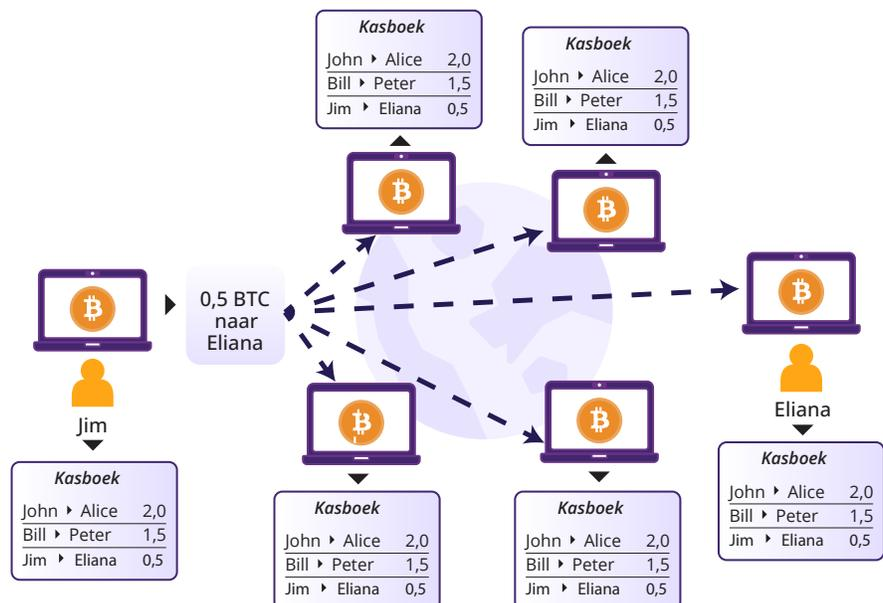 Kasboek
John ▸ Alice 2,0
Bill ▸ Peter 1,5
Jim ▸ Eliana 0,5
Kasboek
John ▸ Alice 2,0
Bill ▸ Peter 1,5
Jim ▸ Eliana 0,5
0,5 BTC
naar
Eliana
Jim
Eliana
Kasboek
John ▸ Alice 2,0
Bill ▸ Peter 1,5
Jim ▸ Eliana 0,5
Kasboek
John ▸ Alice 2,0
Bill ▸ Peter 1,5
Jim ▸ Eliana 0,5
Kasboek
John ▸ Alice 2,0
Bill ▸ Peter 1,5
Jim ▸ Eliana 0,5
Kasboek
John ▸ Alice 2,0
Bill ▸ Peter 1,5
Jim ▸ Eliana 0,5